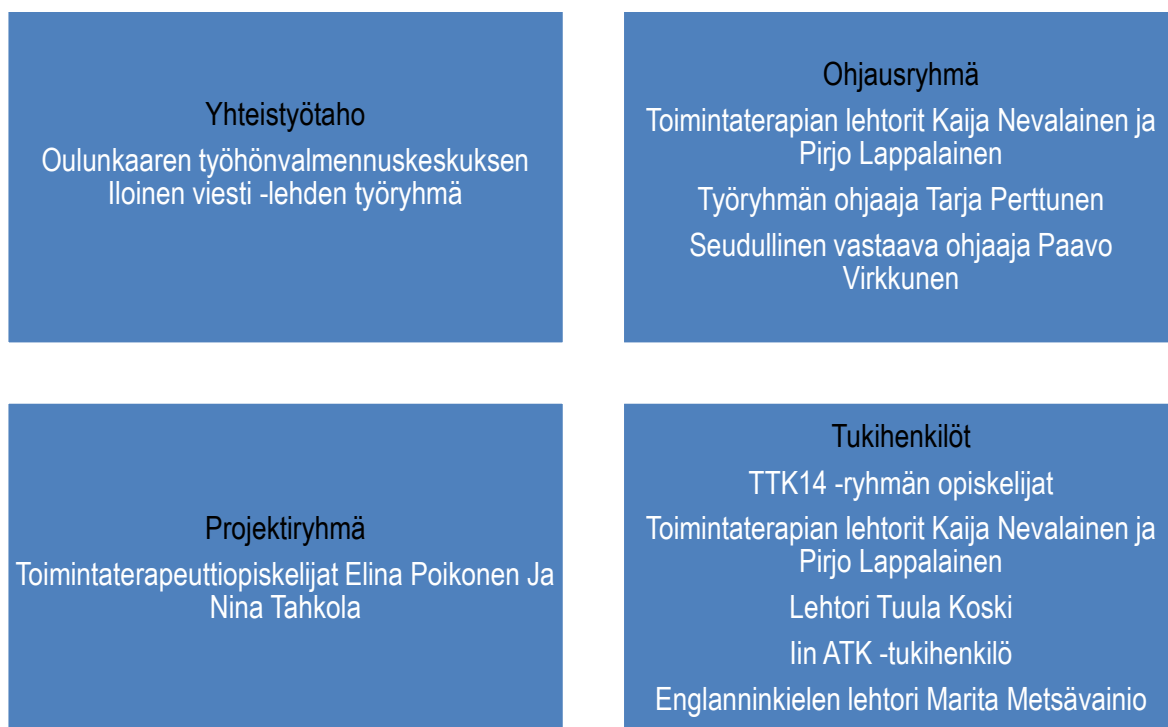 Yhteistyötaho
Oulunkaaren työhönvalmennuskeskuksen
Iloinen viesti -lehden työryhmä
Ohjausryhmä
Toimintaterapian lehtorit Kaija Nevalainen ja
Pirjo Lappalainen
Työryhmän ohjaaja Tarja Perttunen
Seudullinen vastaava ohjaaja Paavo
Virkkunen
Projektiryhmä
Toimintaterapeuttiopiskelijat Elina Poikonen Ja
Nina Tahkola
Tukihenkilöt
TTK14 -ryhmän opiskelijat
Toimintaterapian lehtorit Kaija Nevalainen ja
Pirjo Lappalainen
Lehtori Tuula Koski
Iin ATK -tukihenkilö
Englanninkielen lehtori Marita Metsävainio